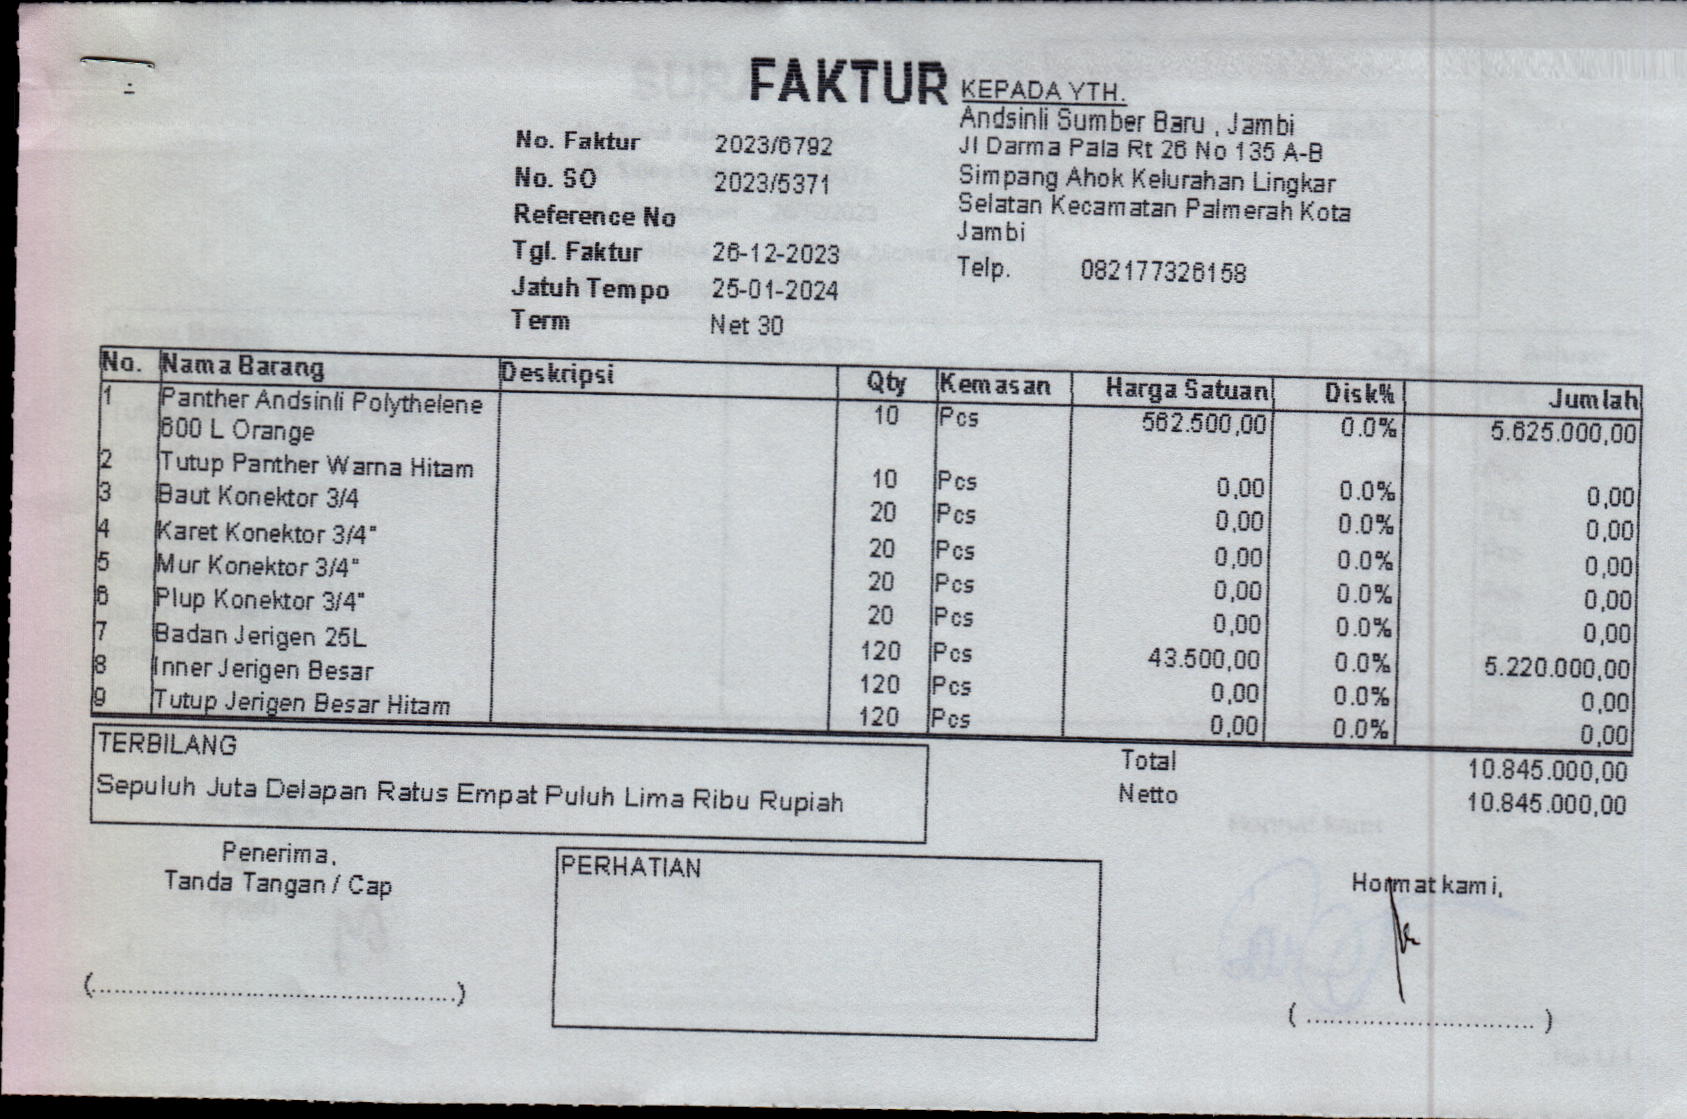 FAKTUR
No. Faktur 2023/6792
No. SO 2023/5371
Reference No
Tgl. Faktur 26-12-2023
Jatuh Tempo 25-01-2024
Term Net 30
KEPADA YTH.
Andsinli Sumber Baru , Jambi
Jl Darma Pala Rt 26 No 135 A-B
Simpang Ahok Kelurahan Lingkar
Selatan Kecamatan Palmerah Kota
Jambi
Telp. 082177326158
No. Nama Barang Deskripsi Qty Kemasan Harga Satuan Disk% Jumlah
1 Panther Andsinli Polythelene 10 Pcs 562.500,00 0.0% 5.625.000,00
600 L Orange
2 Tutup Panther Warna Hitam 10 Pcs 0,00 0.0% 0,00
3 Baut Konektor 3/4 20 Pcs 0,00 0.0% 0,00
4 Karet Konektor 3/4" 20 Pcs 0,00 0.0% 0,00
5 Mur Konektor 3/4" 20 Pcs 0,00 0.0% 0,00
6 Plup Konektor 3/4" 20 Pcs 0,00 0.0% 0,00
7 Badan Jerigen 25L 120 Pcs 43.500,00 0.0% 5.220.000,00
8 Inner Jerigen Besar 120 Pcs 0,00 0.0% 0,00
9 Tutup Jerigen Besar Hitam 120 Pcs 0,00 0.0% 0,00
TERBILANG
Sepuluh Juta Delapan Ratus Empat Puluh Lima Ribu Rupiah
Total 10.845.000,00
Netto 10.845.000,00
Penerima,
Tanda Tangan / Cap
(..............................................)
PERHATIAN
Hormat kami,
( ............................. )